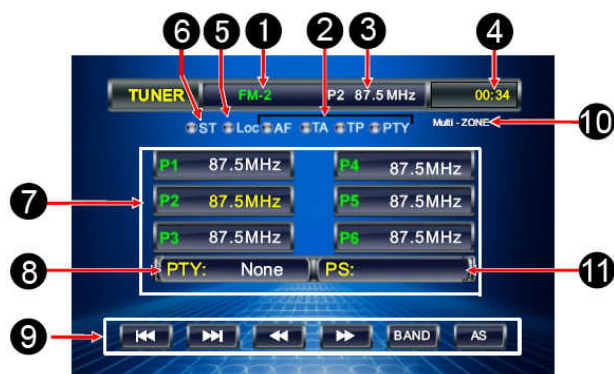 6 5 1 2 3 4
TUNER FM-2 P2 87.5 MHz 00:34
ST Loc AF TA TP PTY Multi - ZONE 10
P1 87.5MHz P4 87.5MHz
7 P2 87.5MHz P5 87.5MHz
P3 87.5MHz P6 87.5MHz
8 PTY: None PS: 11
9 BAND AS